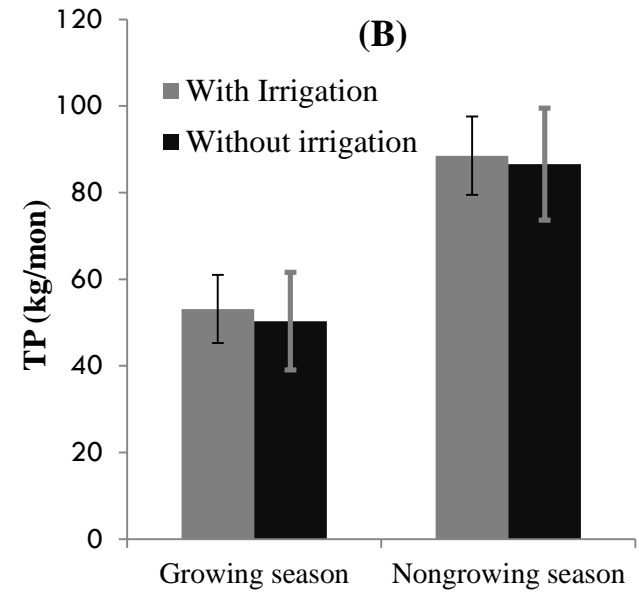 (B)
With Irrigation
Without irrigation
TP (kg/mon)
120
100
80
60
40
20
0
Growing season
Nongrowing season